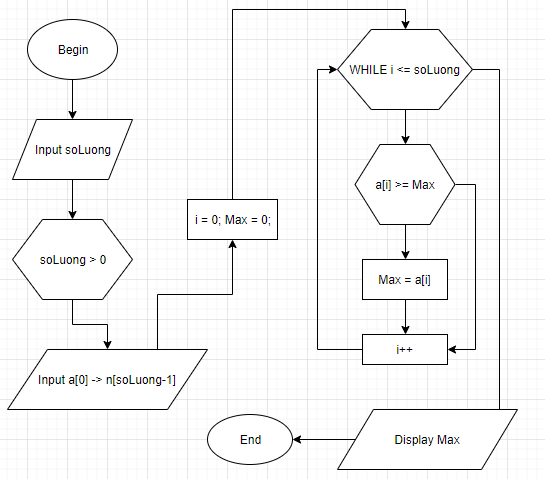 Begin
Input soLuong
soLuong > 0
Input a[0] -> n[soLuong-1]
i = 0; Max = 0;
WHILE i <= soLuong
a[i] >= Max
Max = a[i]
i++
Display Max
End